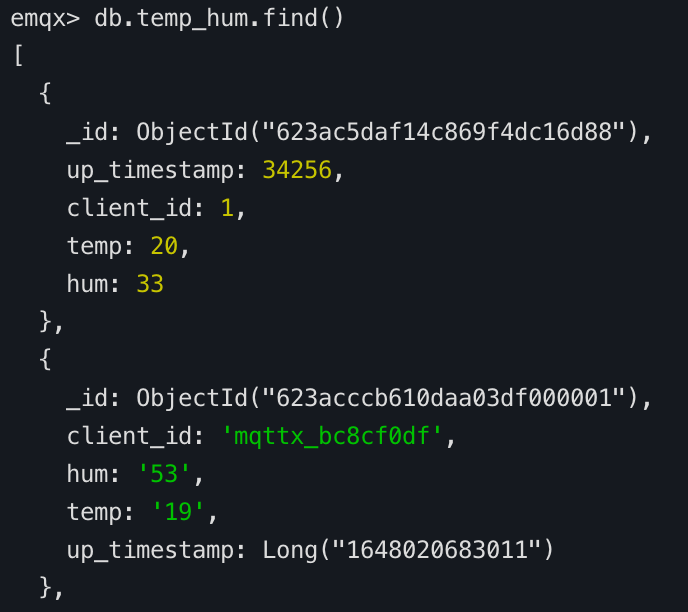 emqx> db.temp_hum.find()
[
  {
    _id: ObjectId("623ac5daf14c869f4dc16d88"),
    up_timestamp: 34256,
    client_id: 1,
    temp: 20,
    hum: 33
  },
  {
    _id: ObjectId("623acccb610daa03df000001"),
    client_id: 'mqttx_bc8cf0df',
    hum: '53',
    temp: '19',
    up_timestamp: Long("1648020683011")
  },